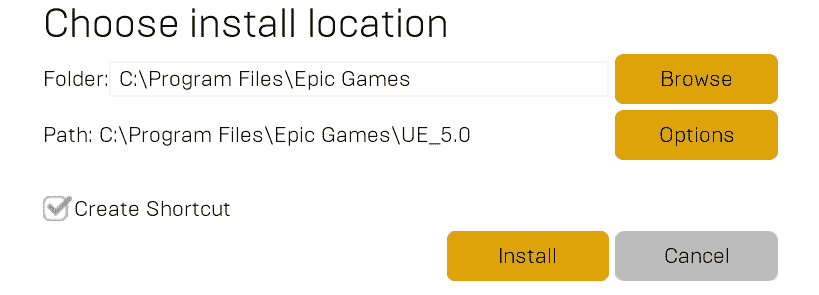 Choose install location
Folder: C:\Program Files\Epic Games Browse
Path: C:\Program Files\Epic Games\UE_5.0 Options
Create Shortcut
Install Cancel